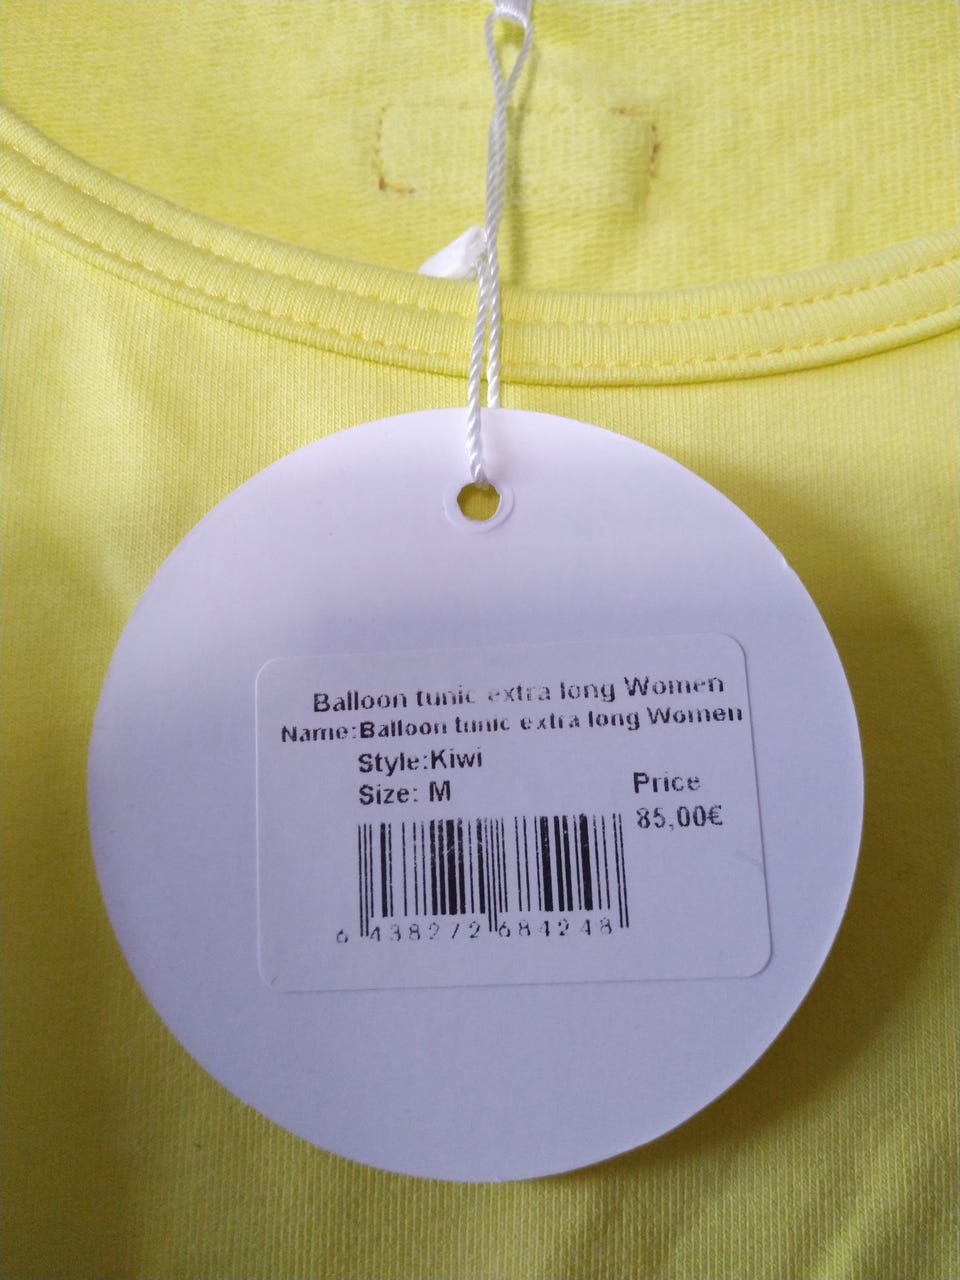 Balloon tunic extra long Women
Name:Balloon tunic extra long Women
Style:Kiwi
Size: M
Price
85,00€
6 438272 684248